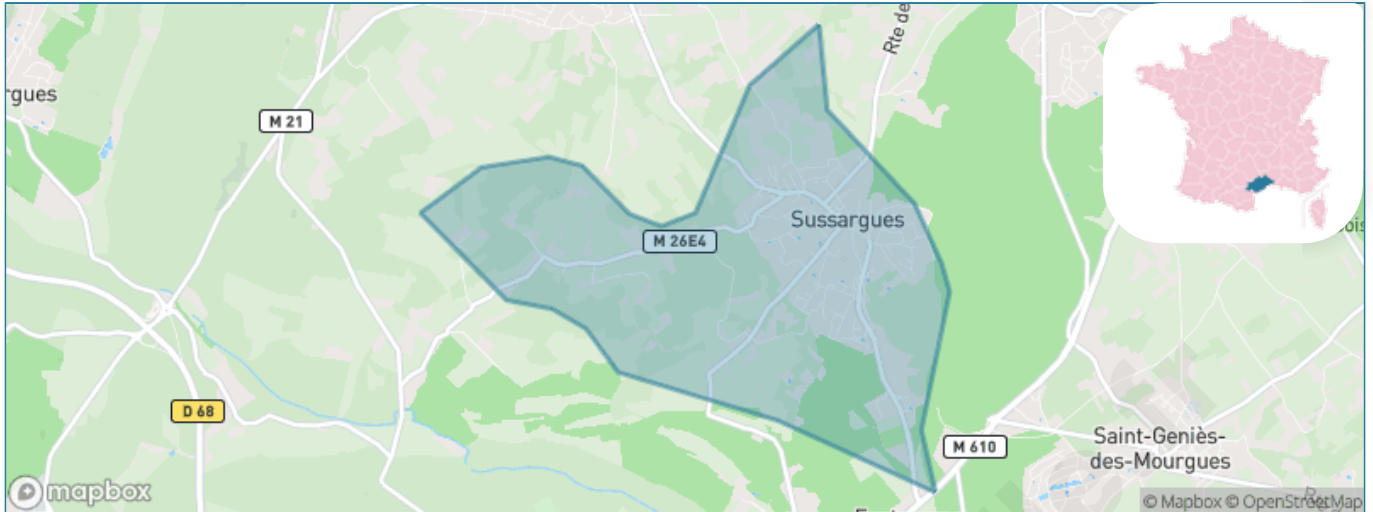 Rte de
rgues
M 21
Sussargues
M 26E4
D 68
Saint-Geniès-
des-Mourgues
M 610
mapbox
© Mapbox © OpenStreetMap